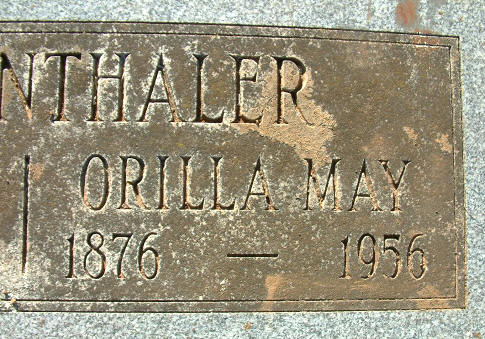 NTHALER
ORILLA MAY
1876 — 1956